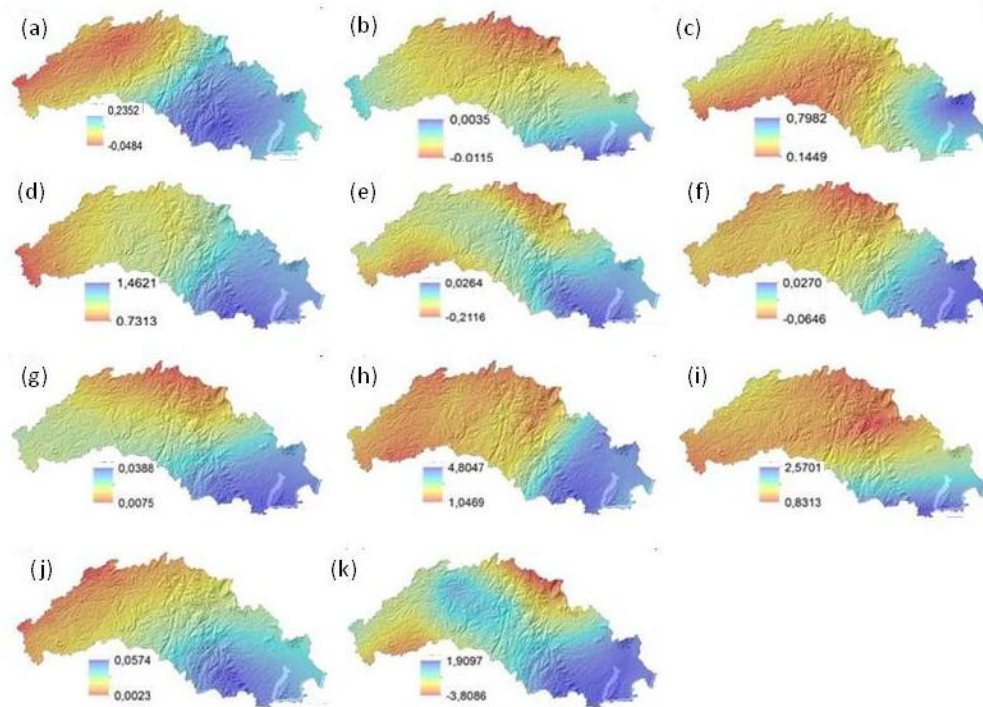 (a)
0,2352
-0,0484
(b)
0,0035
-0.0115
(c)
0,7982
0.1449
(d)
1,4621
0.7313
(e)
0,0264
-0,2116
(f)
0,0270
-0,0646
(g)
0,0388
0,0075
(h)
4,8047
1,0469
(i)
2,5701
0,8313
(j)
0,0574
0,0023
(k)
1,9097
-3,8086